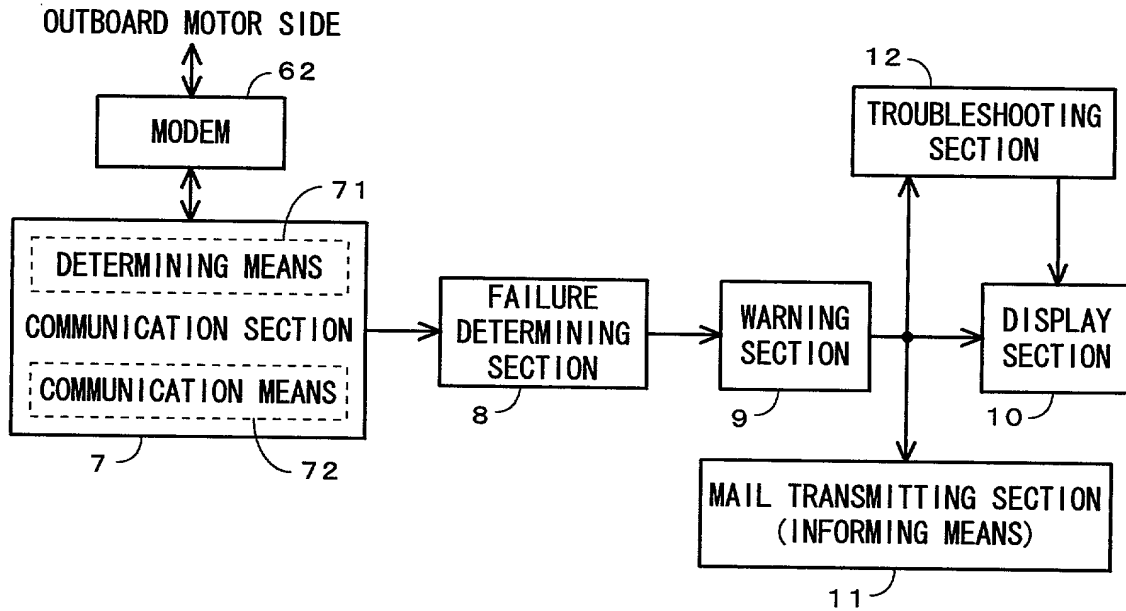 OUTBOARD MOTOR SIDE
62
MODEM
71
DETERMINING MEANS
COMMUNICATION SECTION
COMMUNICATION MEANS
7
72
FAILURE
DETERMINING
SECTION
8
WARNING
SECTION
9
12
TROUBLESHOOTING
SECTION
DISPLAY
SECTION
10
MAIL TRANSMITTING SECTION
(INFORMING MEANS)
11